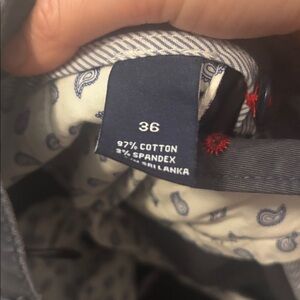 36
97% COTTON
3% SPANDEX
SRI LANKA